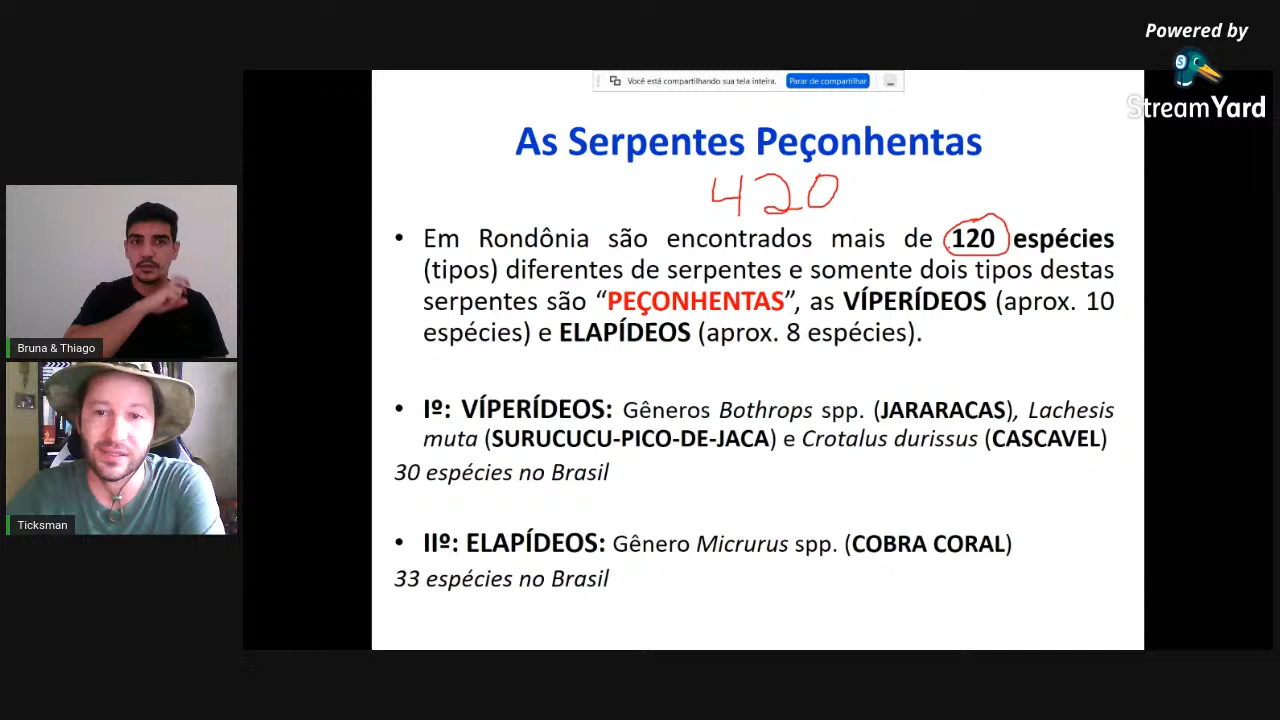 Powered by
StreamYard
Você está compartilhando sua tela inteira. Parar de compartilhar
As Serpentes Peçonhentas
420
• Em Rondônia são encontrados mais de 120 espécies
(tipos) diferentes de serpentes e somente dois tipos destas
serpentes são “PEÇONHENTAS”, as VÍPERÍDEOS (aprox. 10
espécies) e ELAPÍDEOS (aprox. 8 espécies).
• Iº: VÍPERÍDEOS: Gêneros Bothrops spp. (JARARACAS), Lachesis
muta (SURUCUCU-PICO-DE-JACA) e Crotalus durissus (CASCAVEL)
30 espécies no Brasil
• IIº: ELAPÍDEOS: Gênero Micrurus spp. (COBRA CORAL)
33 espécies no Brasil
Bruna & Thiago
Ticksman